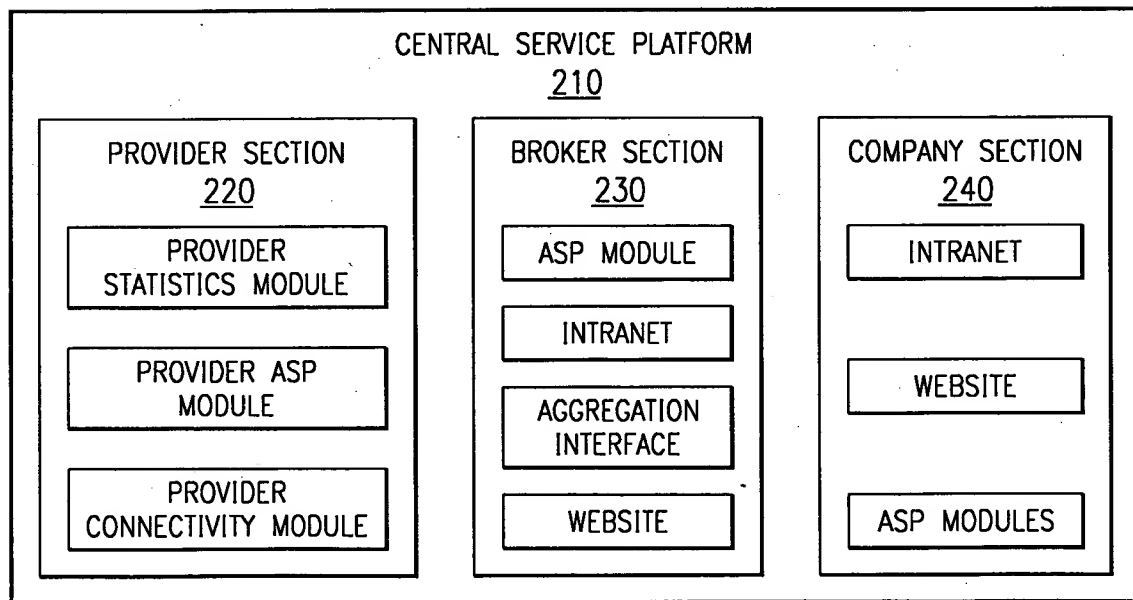 CENTRAL SERVICE PLATFORM
210
PROVIDER SECTION
220
PROVIDER
STATISTICS MODULE
PROVIDER ASP
MODULE
PROVIDER
CONNECTIVITY MODULE
BROKER SECTION
230
ASP MODULE
INTRANET
AGGREGATION
INTERFACE
WEBSITE
COMPANY SECTION
240
INTRANET
WEBSITE
ASP MODULES